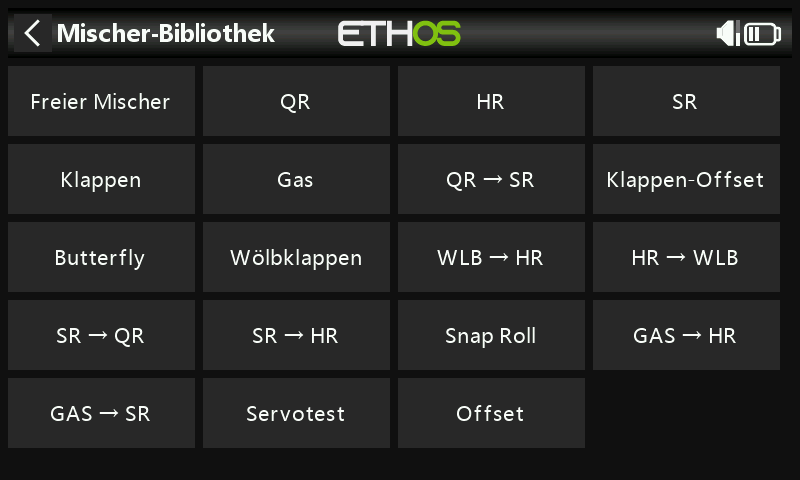 Mischer-Bibliothek ETHOS
Freier Mischer QR HR SR
Klappen Gas QR → SR Klappen-Offset
Butterfly Wölbklappen WLB → HR HR → WLB
SR → QR SR → HR Snap Roll GAS → HR
GAS → SR Servotest Offset